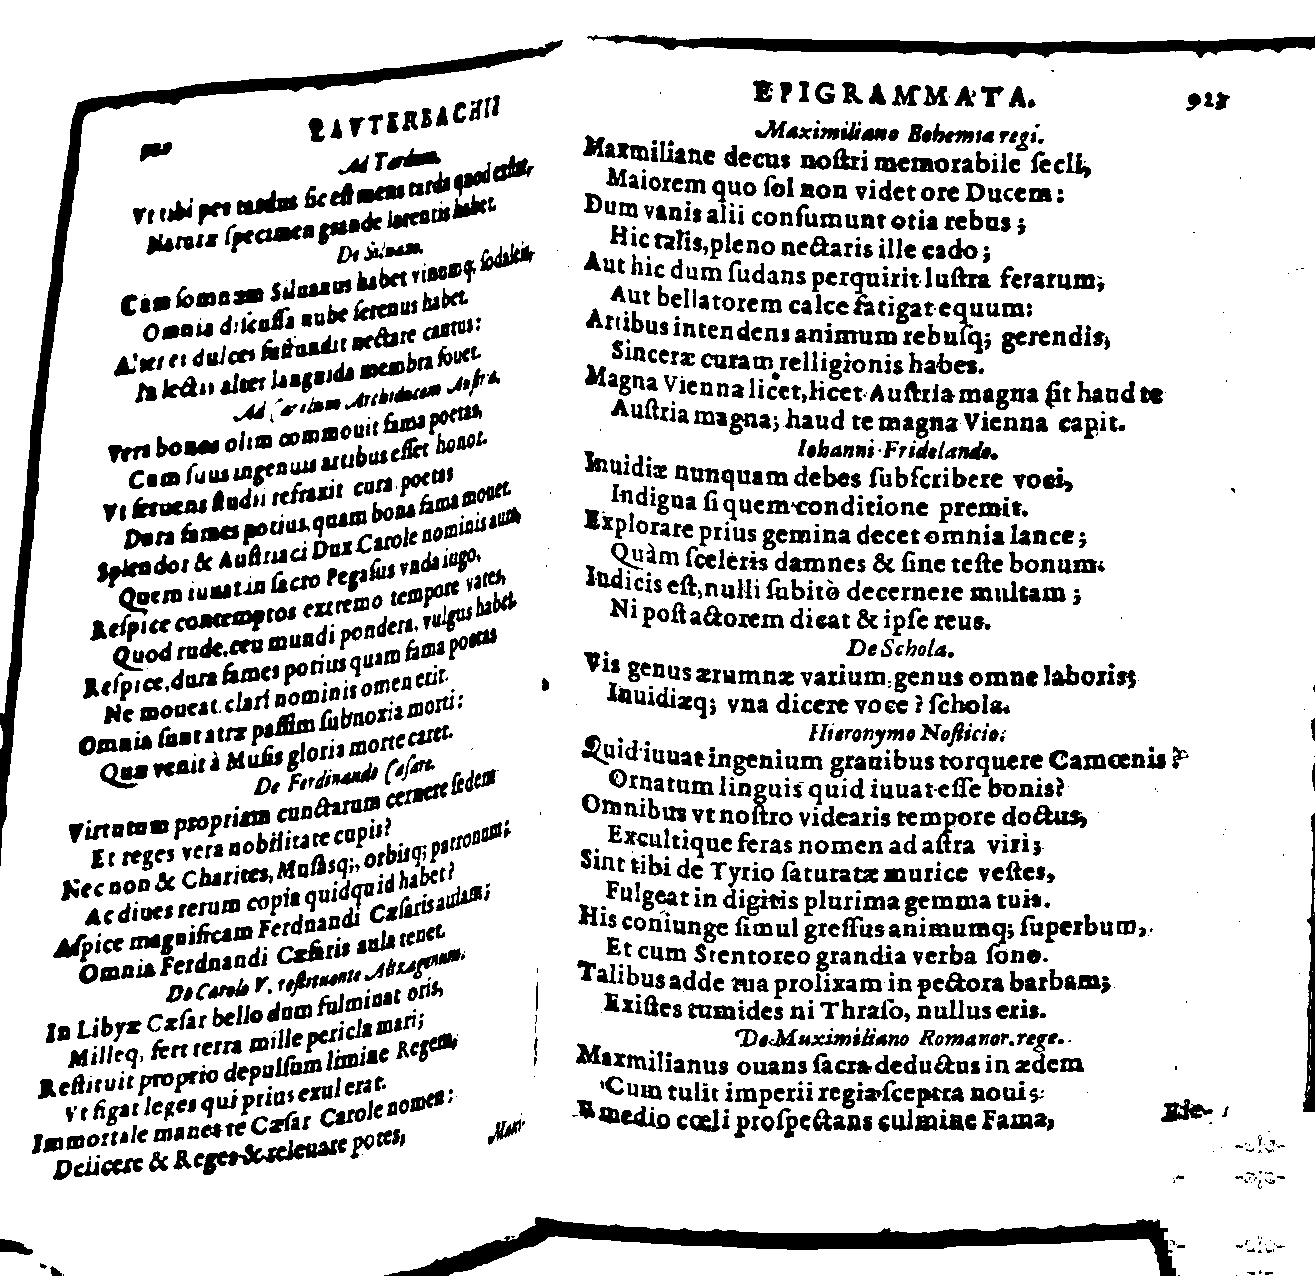 LAVTERBACHII
Ad Tardum.
Vt tibi pes tardus sic est mens tarda quod exstat,
Naturæ specimen grande latentis habet.
De Siluano.
Cum somnum Siluanus habet vinumq́; sodalem,
Omnia discussa nube serenus habet.
Alter et dulces fœcundit nectare cantus:
In lectis alter languida membra fouet.
Ad Carolum Archiducem Austriæ.
Vera bonos olim commouit fama poetas,
Cum suus ingenuis artibus esset honor.
Vt feruens studii refraxit cura poetas
Dura fames potius, quam bona fama mouet.
Splendor & Austriaci Dux Carole nominis aura,
Quem iuuat in sacro Pegasus vnda iugo,
Respice contemptos extremo tempore vates,
Quod rude, ceu mundi pondera, vulgus habet.
Respice, dura fames potius quam fama poetas
Ne moueat, clari nominis omen erit.
Omnia sunt atræ passim subnoxia morti:
Quæ venit à Musis gloria morte caret.
De Ferdinando Cæsare.
Virtutum propriam cunctarum cernere sedem
Et reges vera nobilitate cupis?
Nec non & Charites, Musasq;, orbisq; patronum;
Ac diues rerum copia quidquid habet?
Aspice magnificam Ferdnandi Cæsaris aulam;
Omnia Ferdnandi Cæsaris aula tenet.
De Carolo V. restituente Alizagenum.
In Libyæ Cæsar bello dum fulminat oris,
Milleq, fert terra mille pericla mari;
Restituit proprio depulsum limine Regem,
Vt figat leges qui prius exul erat.
Immortale manet te Cæsar Carole nomen:
Deiicere & Reges & releuare potes,
Maxi-
EPIGRAMMATA. 921
Maximiliano Bohemia regi.
Maxmiliane decus nostri memorabile secli,
Maiorem quo sol non videt ore Ducem:
Dum vanis alii consumunt otia rebus;
Hic talis, pleno nectaris ille cado;
Aut hic dum sudans perquirit lustra ferarum;
Aut bellatorem calce fatigat equum:
Artibus intendens animum rebusq; gerendis,
Sinceræ curam relligionis habes.
Magna Vienna licet, licet Austria magna sit haud te
Austria magna; haud te magna Vienna capit.
Iohanni Fridelando.
Inuidiæ nunquam debes subscribere voci,
Indigna si quem conditione premit.
Explorare prius gemina decet omnia lance;
Quàm sceleris damnes & sine teste bonum.
Iudicis est, nulli subitò decernere multam;
Ni post actorem dicat & ipse reus.
De Schola.
Vis genus ærumnæ varium, genus omne laboris;
Inuidiæq; vna dicere voce? schola.
Hieronymo Nosticio.
Quid iuuat ingenium grauibus torquere Camœnis?
Ornatum linguis quid iuuat esse bonis?
Omnibus vt nostro videaris tempore doctus,
Excultique feras nomen ad astra viri;
Sint tibi de Tyrio saturatæ murice vestes,
Fulgeat in digitis plurima gemma tuis.
His coniunge simul gressus animumq; superbum,
Et cum Stentoreo grandia verba sono.
Talibus adde tua prolixam in pectora barbam;
Existes tumides ni Thraso, nullus eris.
De Maximiliano Romanor. rege.
Maxmilianus ouans sacra deductus in ædem
Cum tulit imperii regia sceptra noui;
E medio cœli prospectans culmine Fama,
Ele-